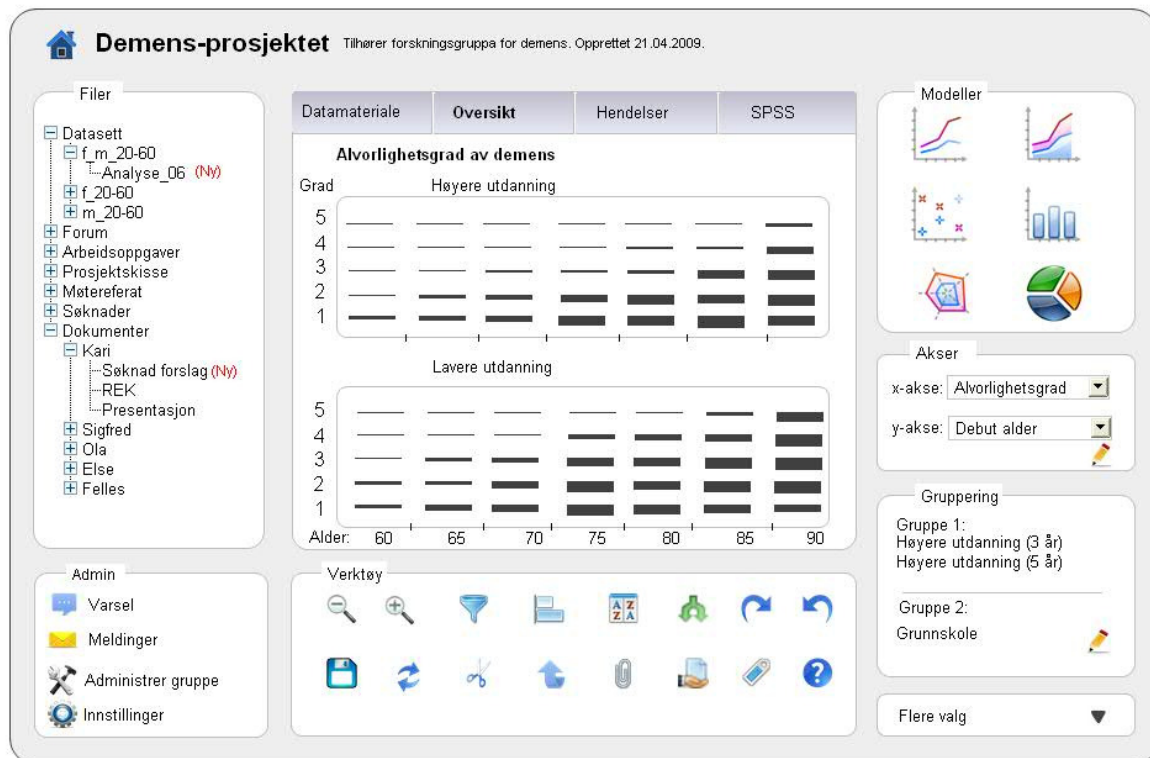 Demens-prosjektet Tilhører forskningsgruppa for demens. Opprettet 21.04.2009.
Filer
Datasett
f_m_20-60
Analyse_06 (Ny)
f_20-60
m_20-60
Forum
Arbeidsoppgaver
Prosjektskisse
Møtereferat
Søknader
Dokumenter
Kari
Søknad forslag (Ny)
REK
Presentasjon
Sigfred
Ola
Else
Felles
Admin
Varsel
Meldinger
Administrer gruppe
Innstillinger
Datamateriale Oversikt Hendelser SPSS
Alvorlighetsgrad av demens
Grad Høyere utdanning
5
4
3
2
1
Lavere utdanning
5
4
3
2
1
Alder: 60 65 70 75 80 85 90
Verktøy
A Z
Z A
?
Modeller
Akser
x-akse: Alvorlighetsgrad
y-akse: Debut alder
Gruppering
Gruppe 1:
Høyere utdanning (3 år)
Høyere utdanning (5 år)
Gruppe 2:
Grunnskole
Flere valg